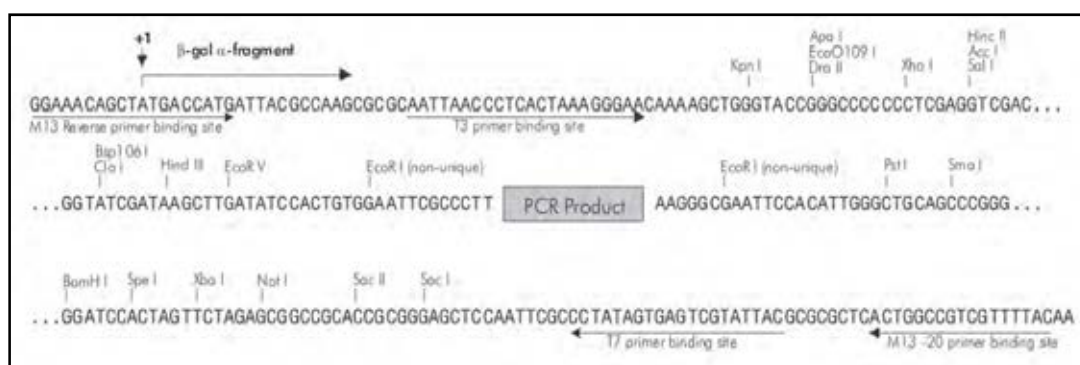 +1
β-gal α-fragment
Apa I
EcoO109 I
Dra II
Hinc II
Acc I
Sal I
Kpn I
Xho I
GGAAACAGCTATGACCATGATTACGCCAAGCGCGCAATTAACCCTCACTAAAGGGAACAAAAGCTGGGTACCGGGCCCCCCCTCGAGGTCGAC...
M13 Reverse primer binding site
T3 primer binding site
Bsp106 I
Cla I
Hind III
EcoR V
EcoR I (non-unique)
EcoR I (non-unique)
Pst I
Sma I
...GGTATCGATAAGCTTGATATCCACTGTGGAATTCGCCCTT PCR Product AAGGGCGAATTCCACATTGGGCTGCAGCCCGGG...
BamH I
Spe I
Xba I
Not I
Sac II
Sac I
...GGATCCACTAGTTCTAGAGCGGCCGCACCGCGGGAGCTCCAATTCGCCCTATAGTGAGTCGTATTACGCGCGCTCACTGGCCGTCGTTTTACAA
T7 primer binding site
M13 -20 primer binding site